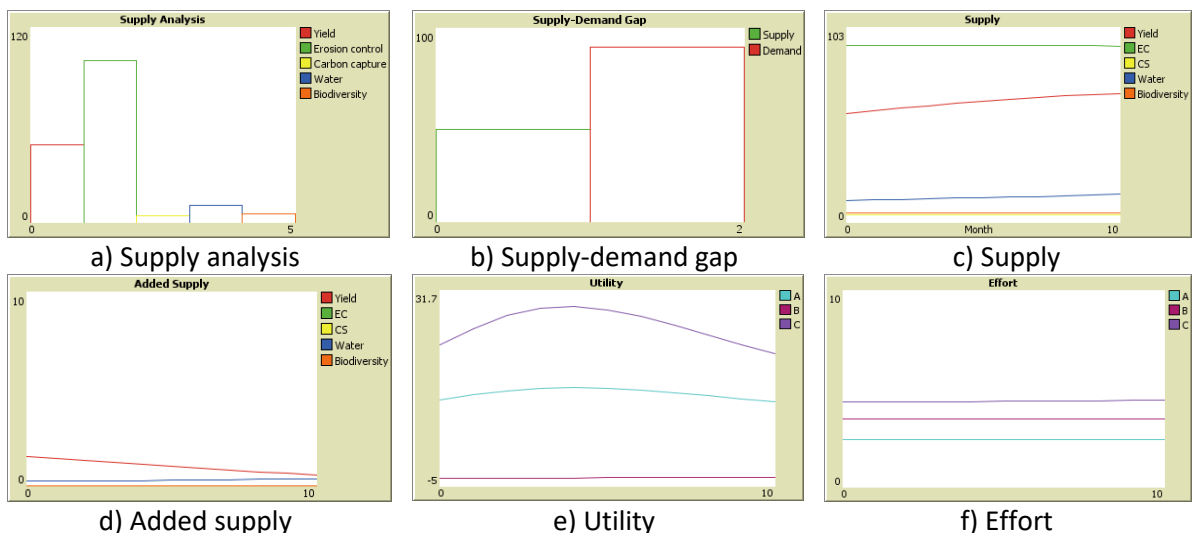 Supply Analysis
120
0
0
5
Yield
Erosion control
Carbon capture
Water
Biodiversity
a) Supply analysis
Supply-Demand Gap
100
0
0
2
Supply
Demand
b) Supply-demand gap
Supply
103
0
0
Month
10
Yield
EC
CS
Water
Biodiversity
c) Supply
Added Supply
10
0
0
10
Yield
EC
CS
Water
Biodiversity
d) Added supply
Utility
31.7
-5
0
10
A
B
C
e) Utility
Effort
10
0
0
10
A
B
C
f) Effort